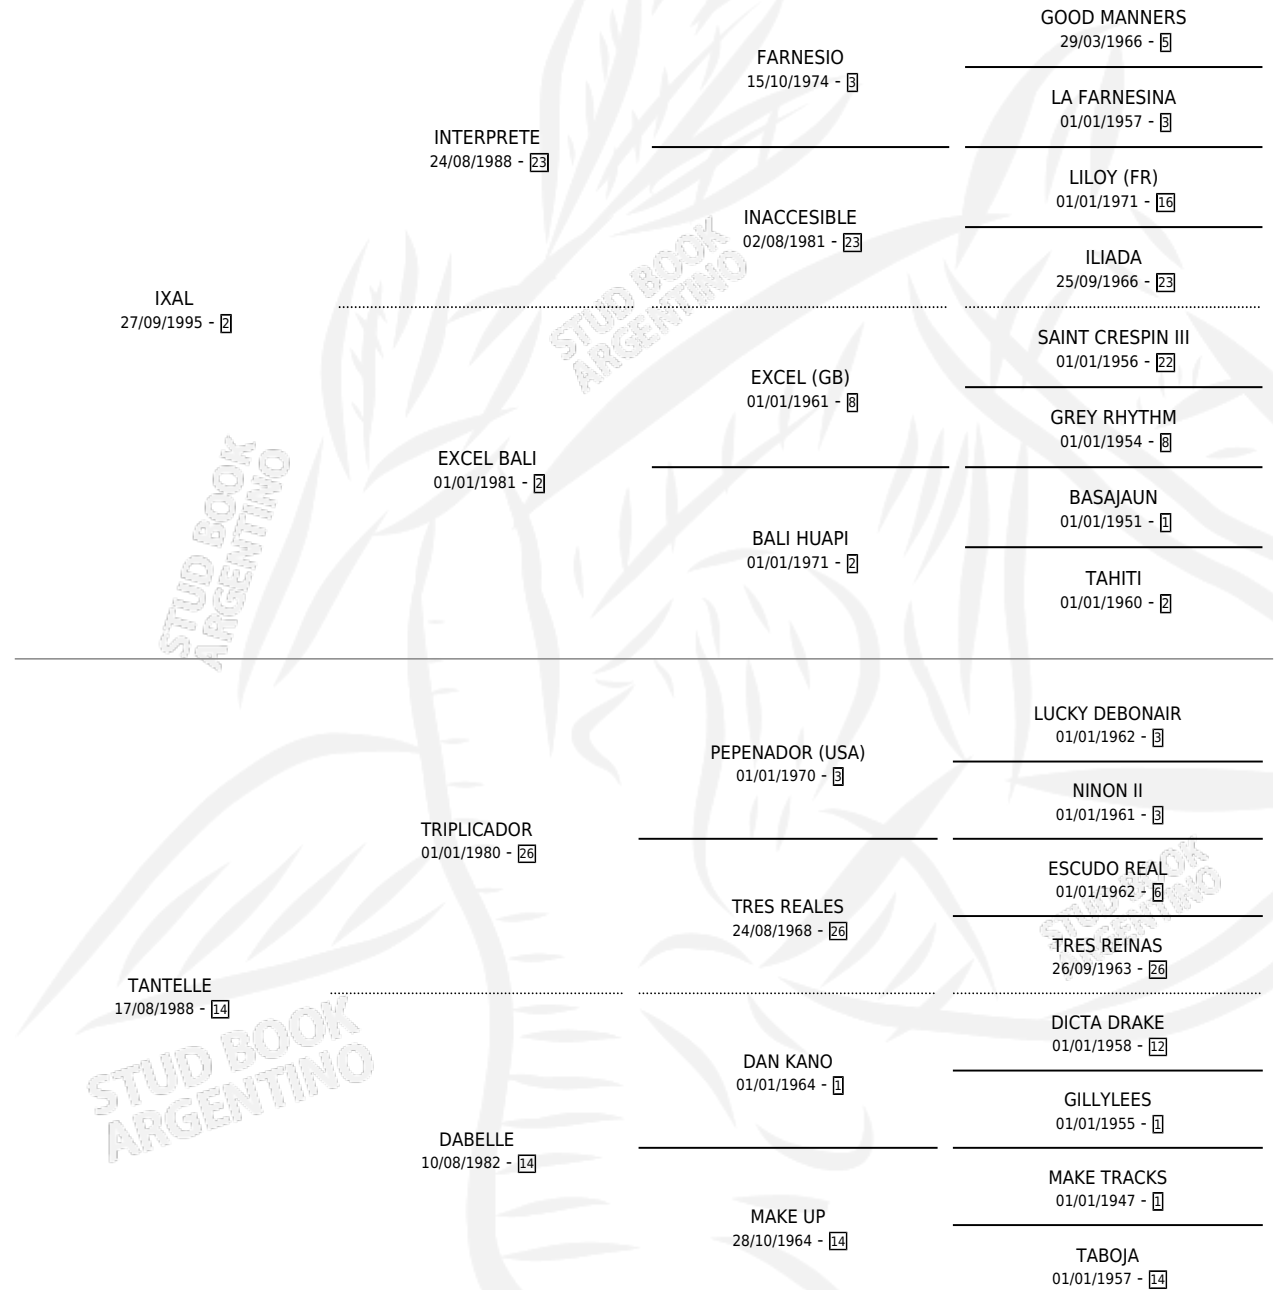 GOOD MANNERS
29/03/1966 - 5
FARNESIO
15/10/1974 - 3
LA FARNESINA
01/01/1957 - 3
INTERPRETE
24/08/1988 - 23
LILOY (FR)
01/01/1971 - 16
INACCESIBLE
02/08/1981 - 23
ILIADA
25/09/1966 - 23
IXAL
27/09/1995 - 2
STUD BOOK
ARGENTINO
SAINT CRESPIN III
01/01/1956 - 22
EXCEL (GB)
01/01/1961 - 8
GREY RHYTHM
01/01/1954 - 8
EXCEL BALI
01/01/1981 - 2
BASAJAUN
01/01/1951 - 1
BALI HUAPI
01/01/1971 - 2
TAHITI
01/01/1960 - 2
STUD BOOK
ARGENTINO
LUCKY DEBONAIR
01/01/1962 - 3
PEPENADOR (USA)
01/01/1970 - 3
NINON II
01/01/1961 - 3
TRIPLICADOR
01/01/1980 - 26
ESCUDO REAL
01/01/1962 - 6
TRES REALES
24/08/1968 - 26
STUD BOOK
ARGENTINO
TRES REINAS
26/09/1963 - 26
TANTELLE
17/08/1988 - 14
DICTA DRAKE
01/01/1958 - 12
DAN KANO
01/01/1964 - 1
STUD BOOK
ARGENTINO
GILLYLEES
01/01/1955 - 1
DABELLE
10/08/1982 - 14
MAKE TRACKS
01/01/1947 - 1
MAKE UP
28/10/1964 - 14
TABOJA
01/01/1957 - 14